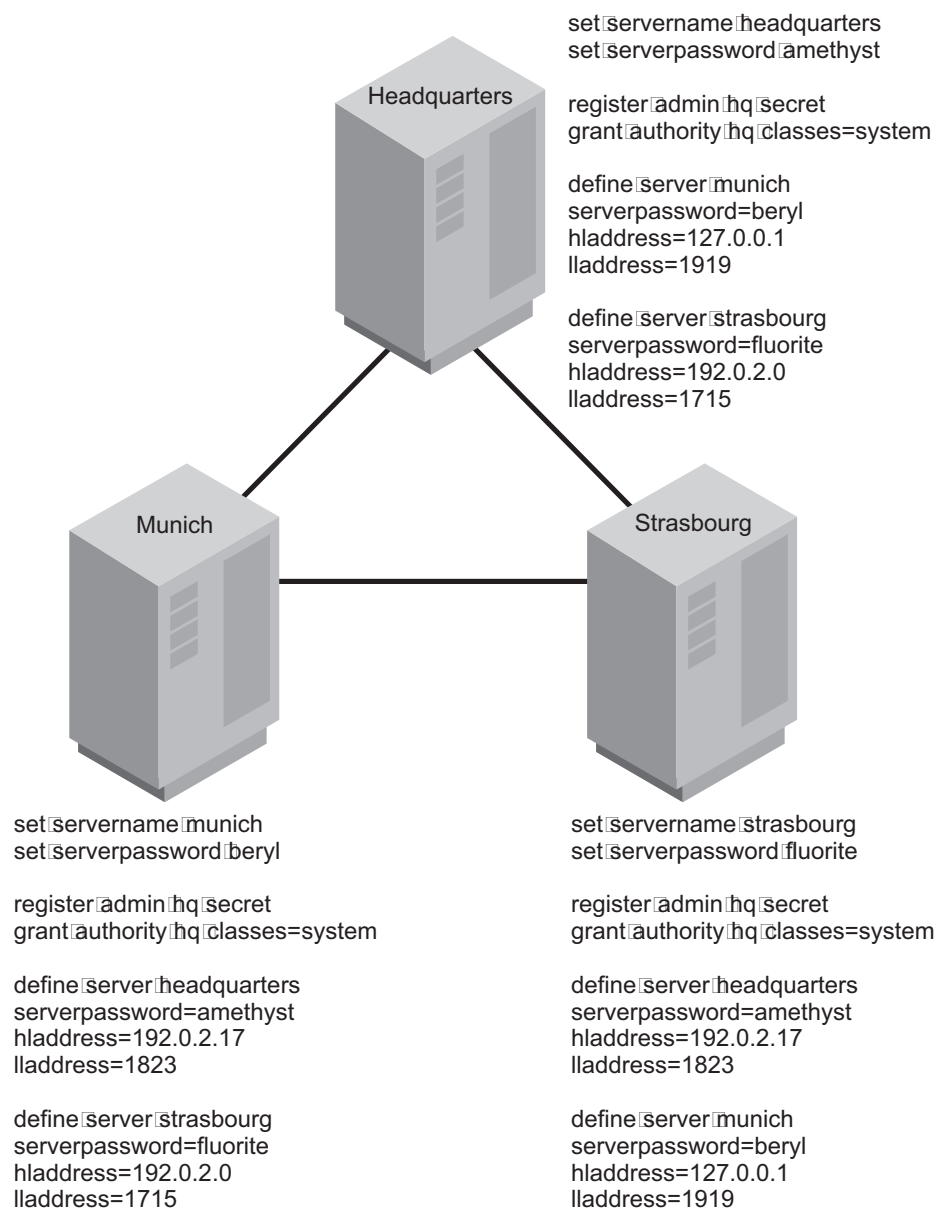 set servername headquarters
set serverpassword amethyst
register admin hq secret
grant authority hq classes=system
define server munich
serverpassword=beryl
hladdress=127.0.0.1
lladdress=1919
define server strasbourg
serverpassword=fluorite
hladdress=192.0.2.0
lladdress=1715
Headquarters
Munich
Strasbourg
set servername munich
set serverpassword beryl
register admin hq secret
grant authority hq classes=system
define server headquarters
serverpassword=amethyst
hladdress=192.0.2.17
lladdress=1823
define server strasbourg
serverpassword=fluorite
hladdress=192.0.2.0
lladdress=1715
set servername strasbourg
set serverpassword fluorite
register admin hq secret
grant authority hq classes=system
define server headquarters
serverpassword=amethyst
hladdress=192.0.2.17
lladdress=1823
define server munich
serverpassword=beryl
hladdress=127.0.0.1
lladdress=1919